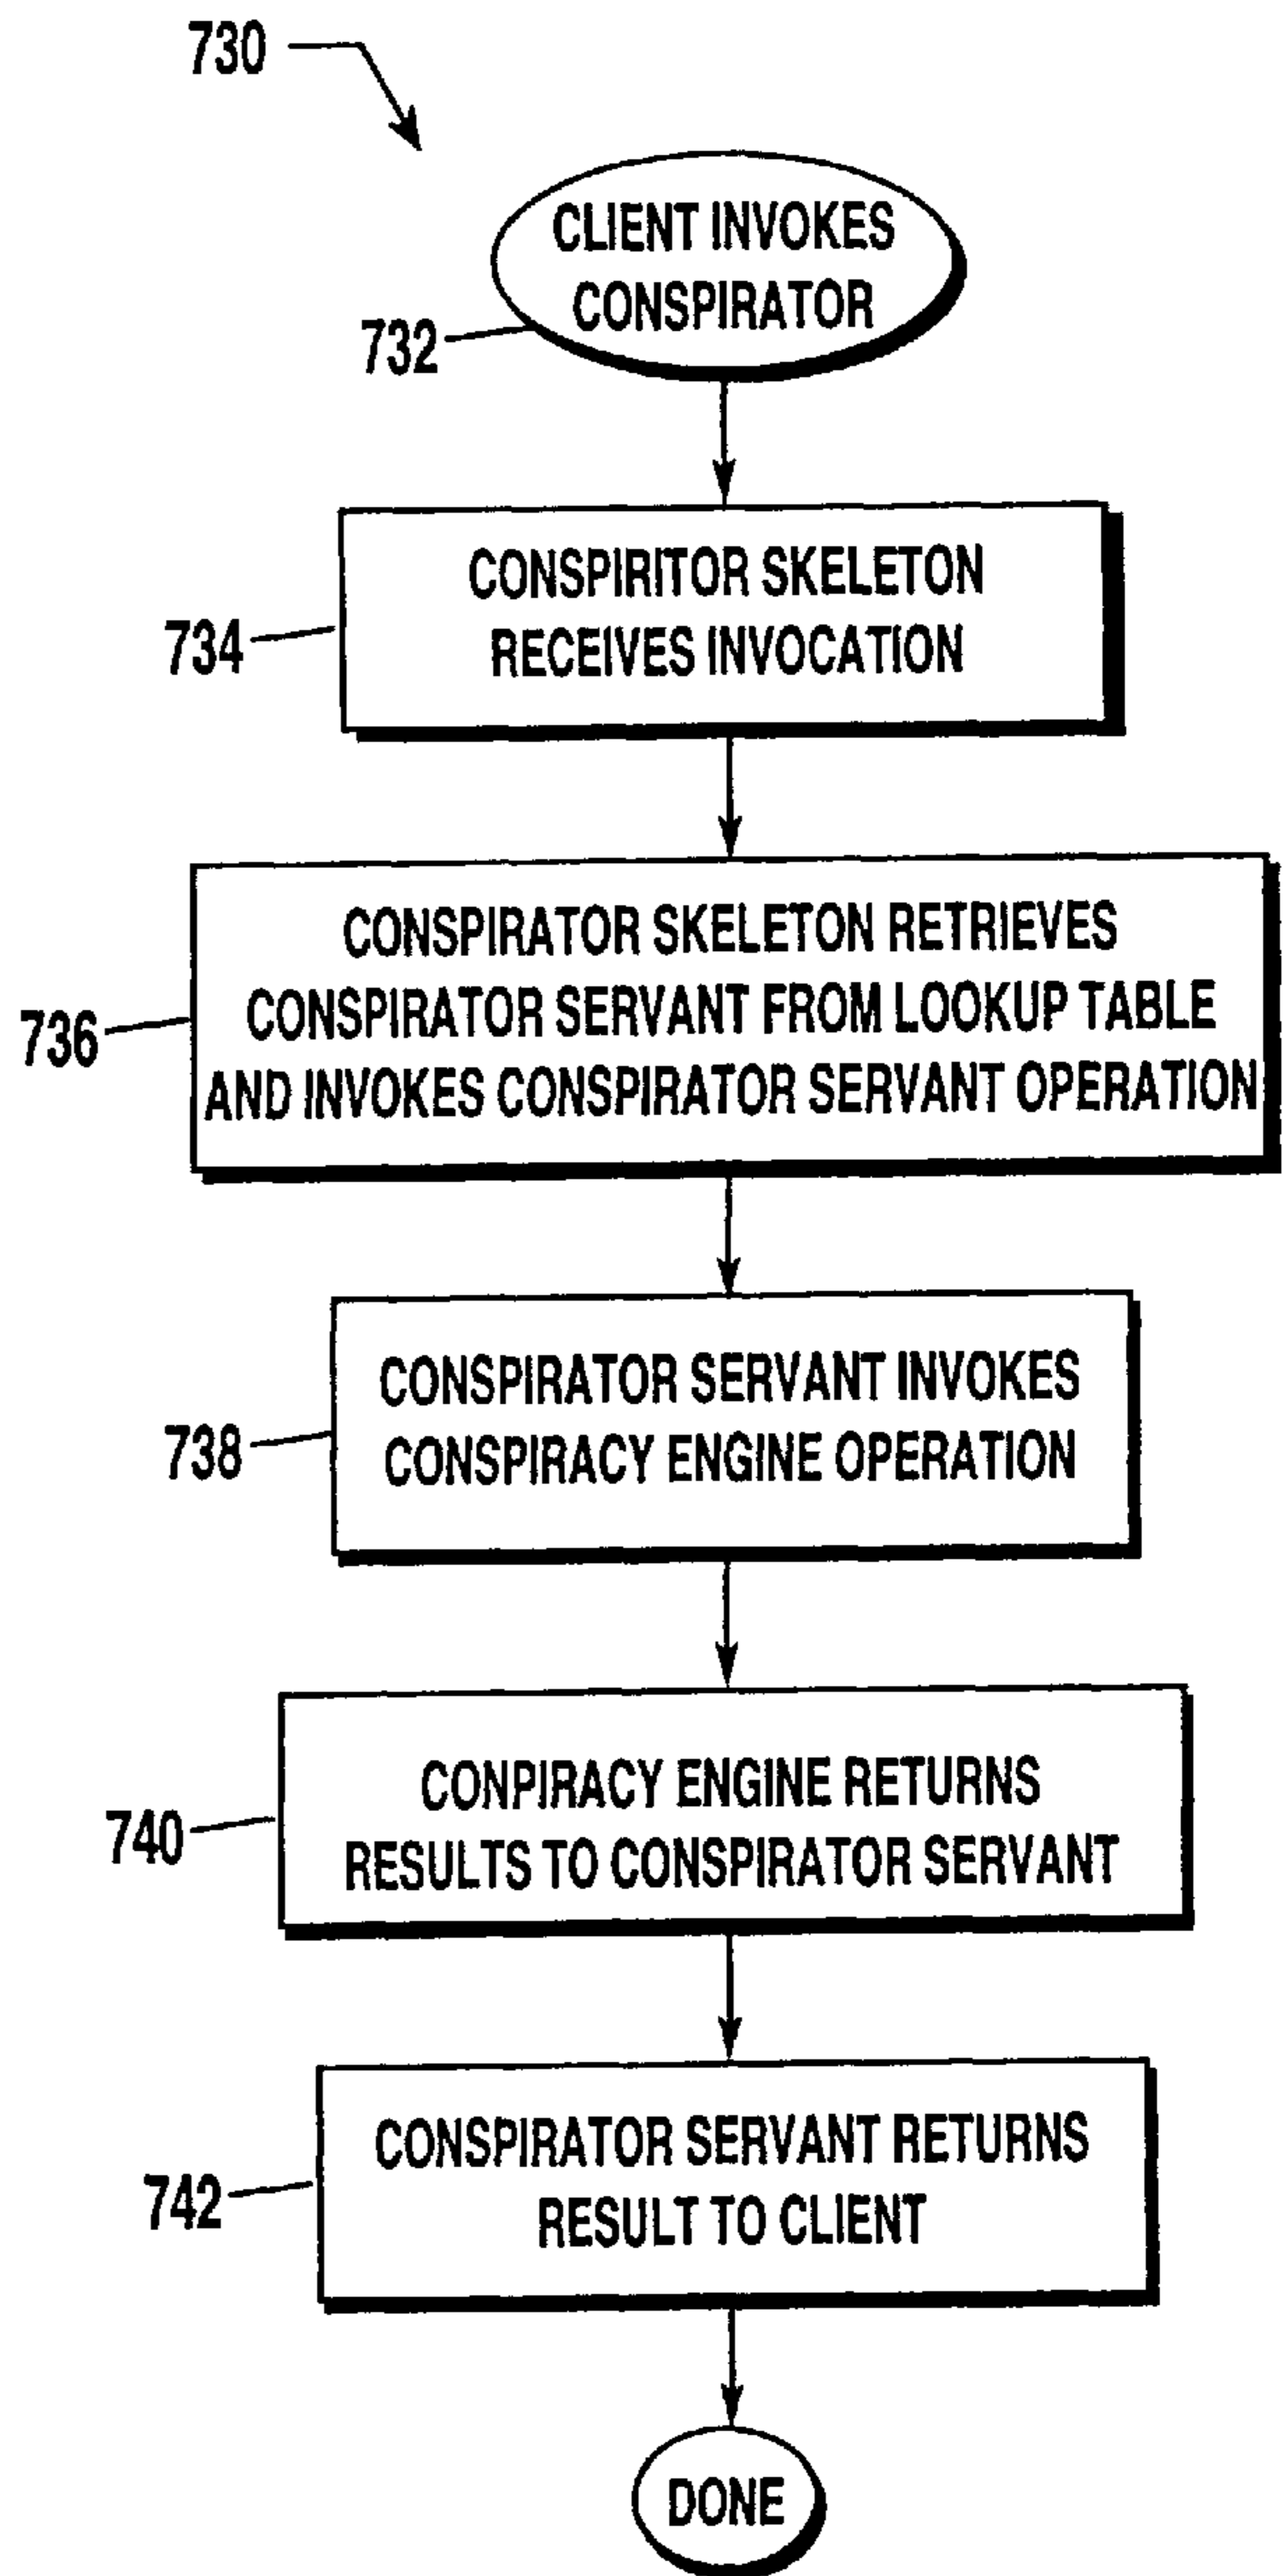 730
CLIENT INVOKES
CONSPIRATOR
732
CONSPIRITOR SKELETON
RECEIVES INVOCATION
734
CONSPIRATOR SKELETON RETRIEVES
CONSPIRATOR SERVANT FROM LOOKUP TABLE
AND INVOKES CONSPIRATOR SERVANT OPERATION
736
CONSPIRATOR SERVANT INVOKES
CONSPIRACY ENGINE OPERATION
738
CONPIRACY ENGINE RETURNS
RESULTS TO CONSPIRATOR SERVANT
740
CONSPIRATOR SERVANT RETURNS
RESULT TO CLIENT
742
DONE